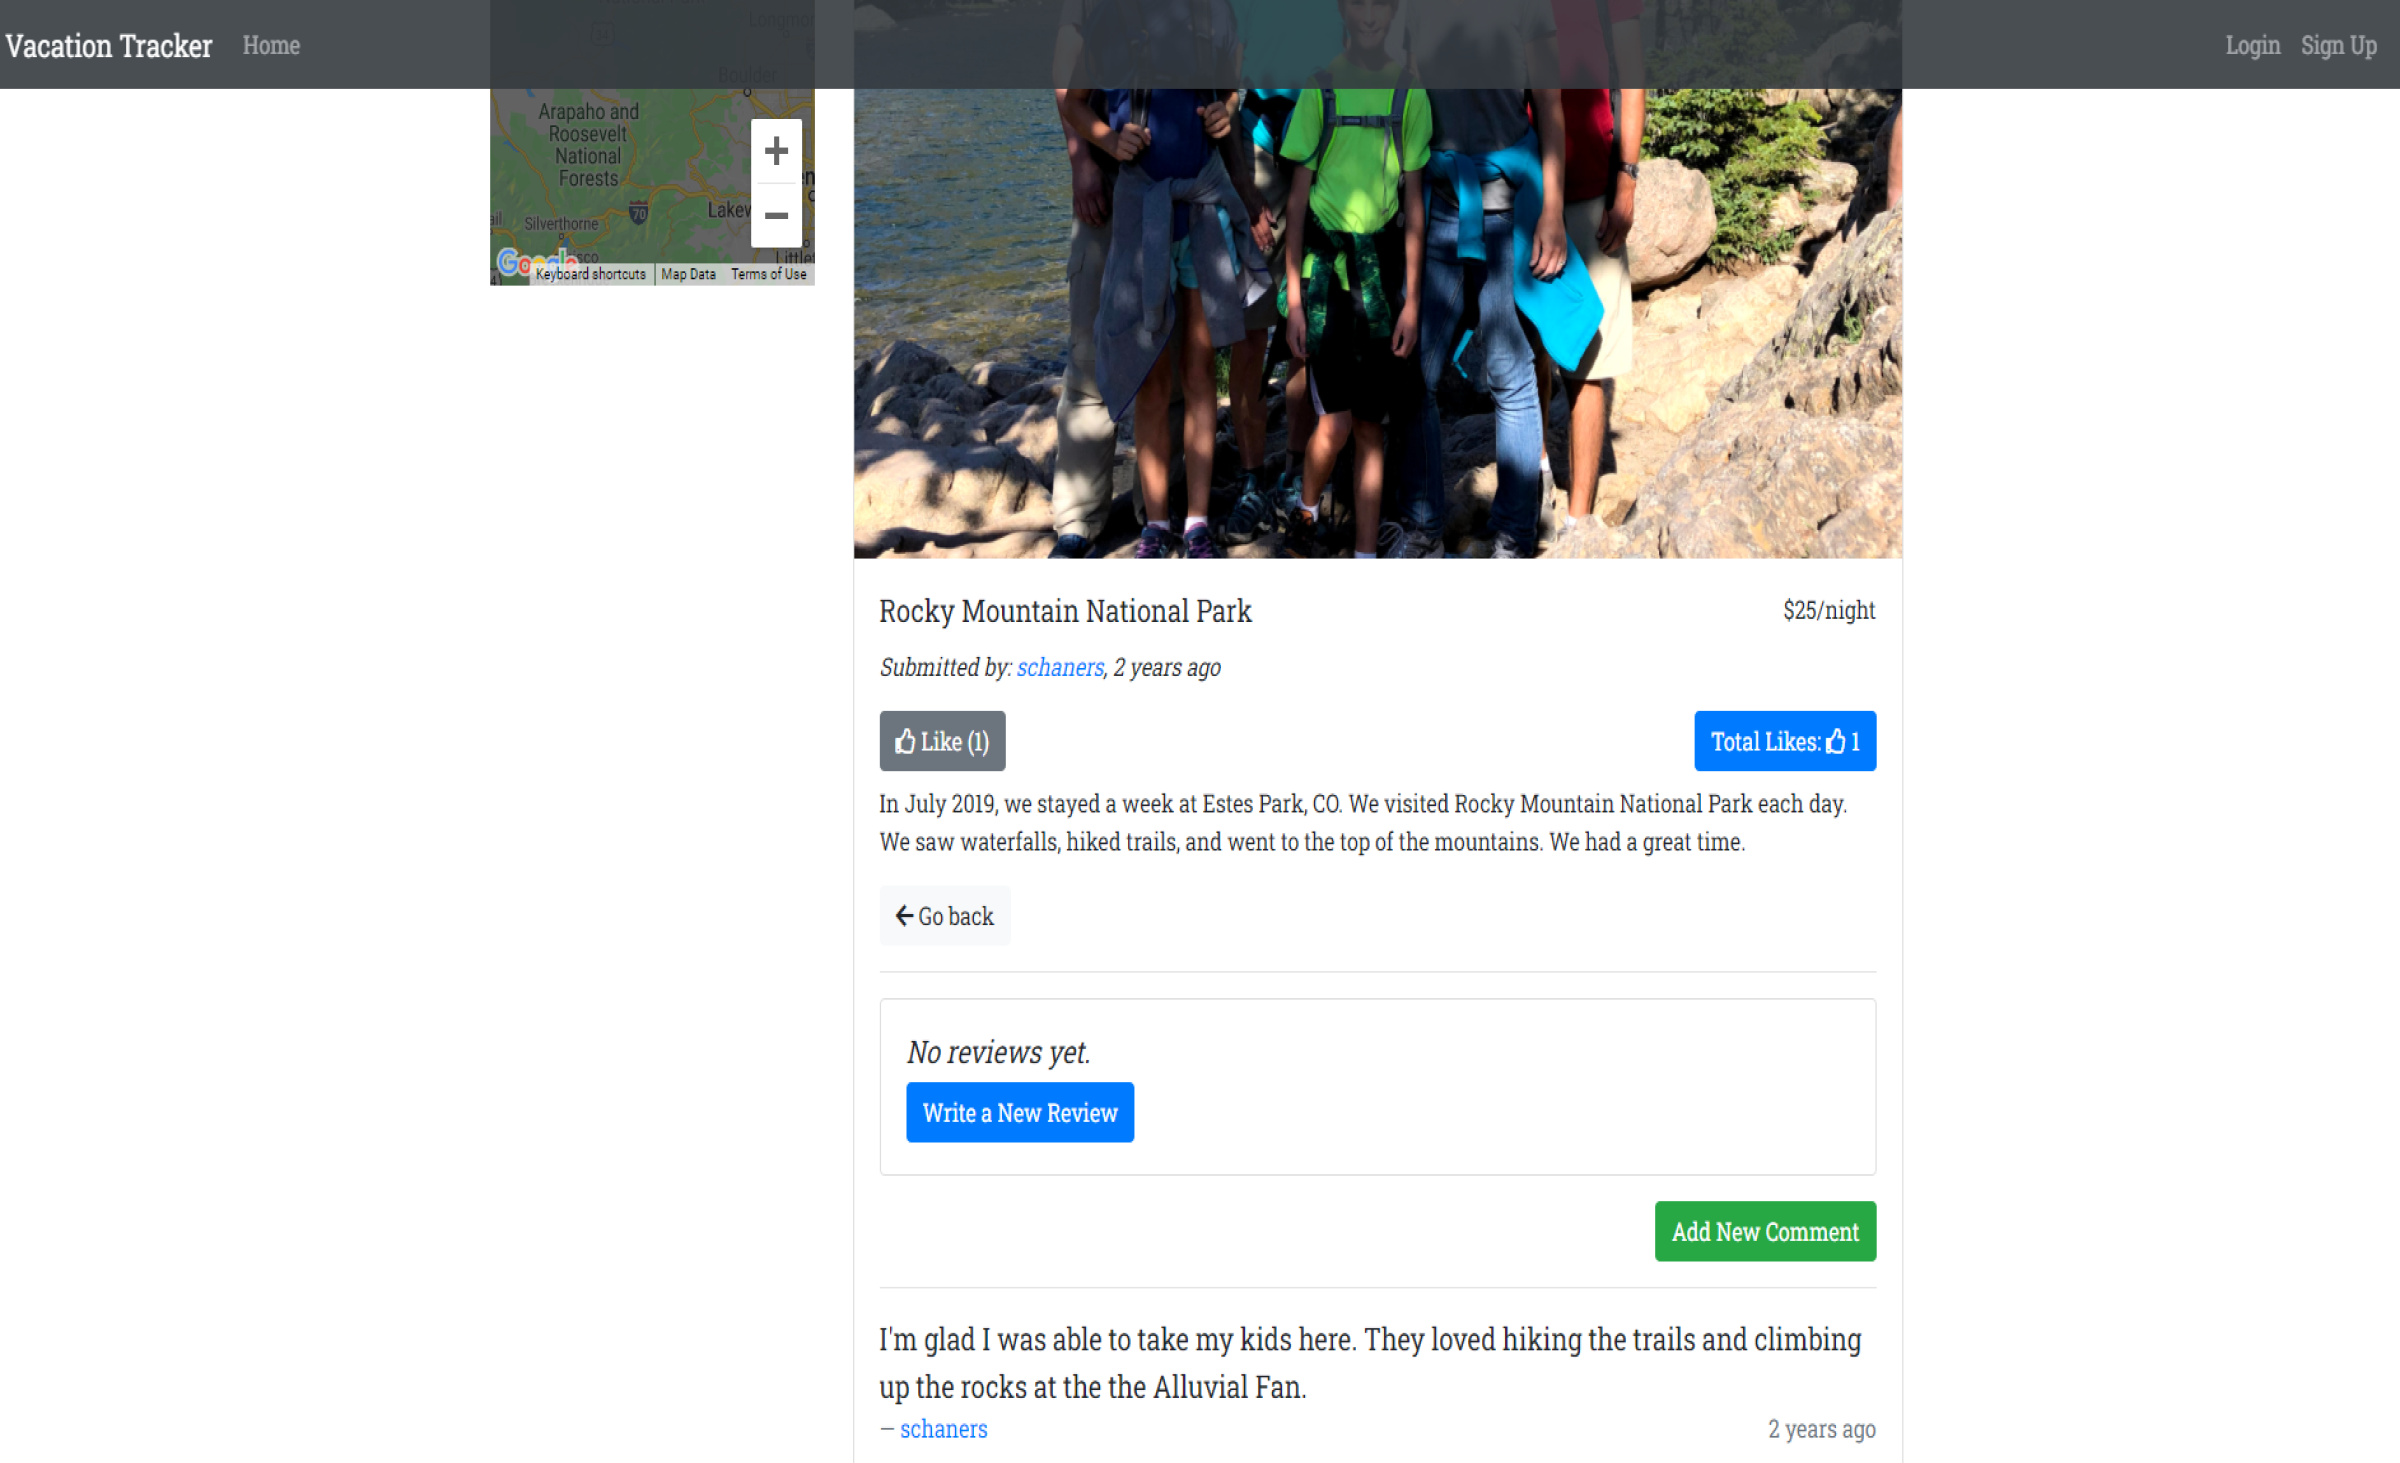 Vacation Tracker Home Login Sign Up
Boulder
Arapaho and
Roosevelt
National
Forests
70
Silverthorne
Google
Keyboard shortcuts Map Data Terms of Use
Rocky Mountain National Park $25/night
Submitted by: schaners, 2 years ago
Like (1) Total Likes: 1
In July 2019, we stayed a week at Estes Park, CO. We visited Rocky Mountain National Park each day.
We saw waterfalls, hiked trails, and went to the top of the mountains. We had a great time.
Go back
No reviews yet.
Write a New Review
Add New Comment
I'm glad I was able to take my kids here. They loved hiking the trails and climbing
up the rocks at the the Alluvial Fan.
— schaners 2 years ago